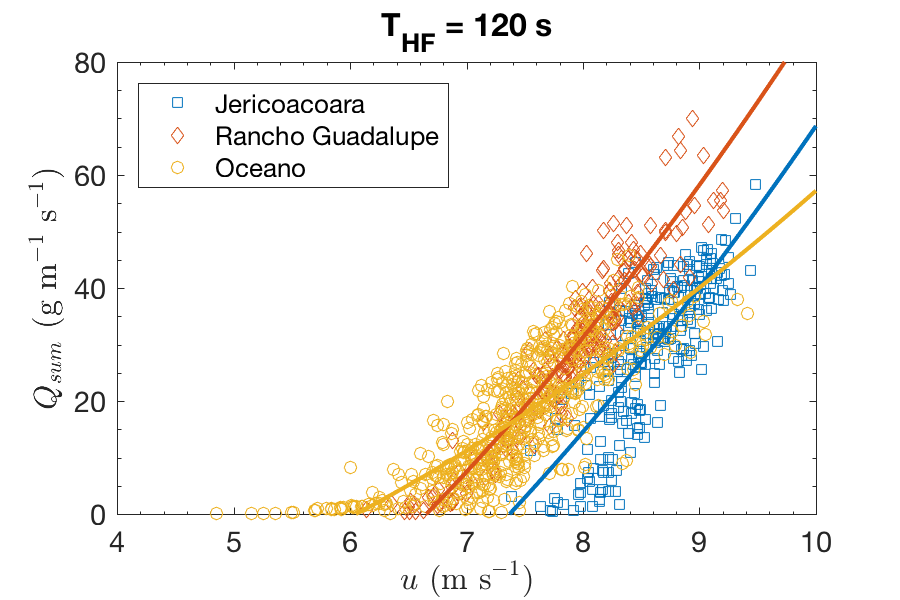 T_HF = 120 s
80
60
40
20
0
Q_sum (g m^−1 s^−1)
Jericoacoara
Rancho Guadalupe
Oceano
4 5 6 7 8 9 10
u (m s^−1)